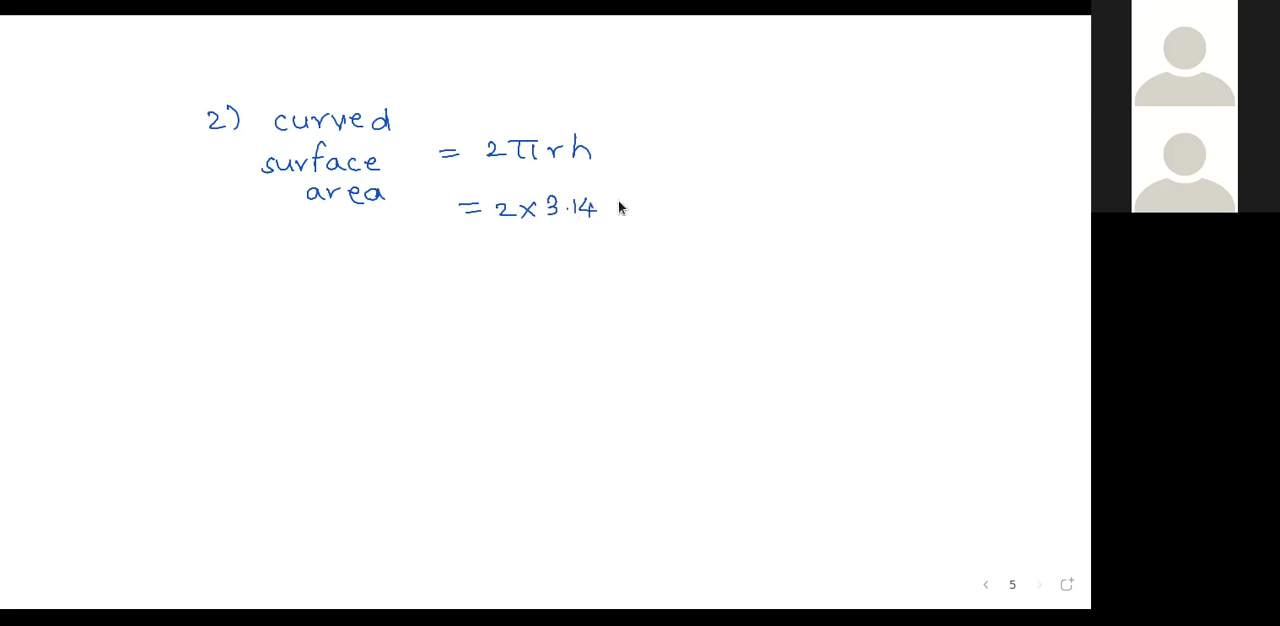 2) curved
surface
area
= 2πrh
= 2 × 3.14
5